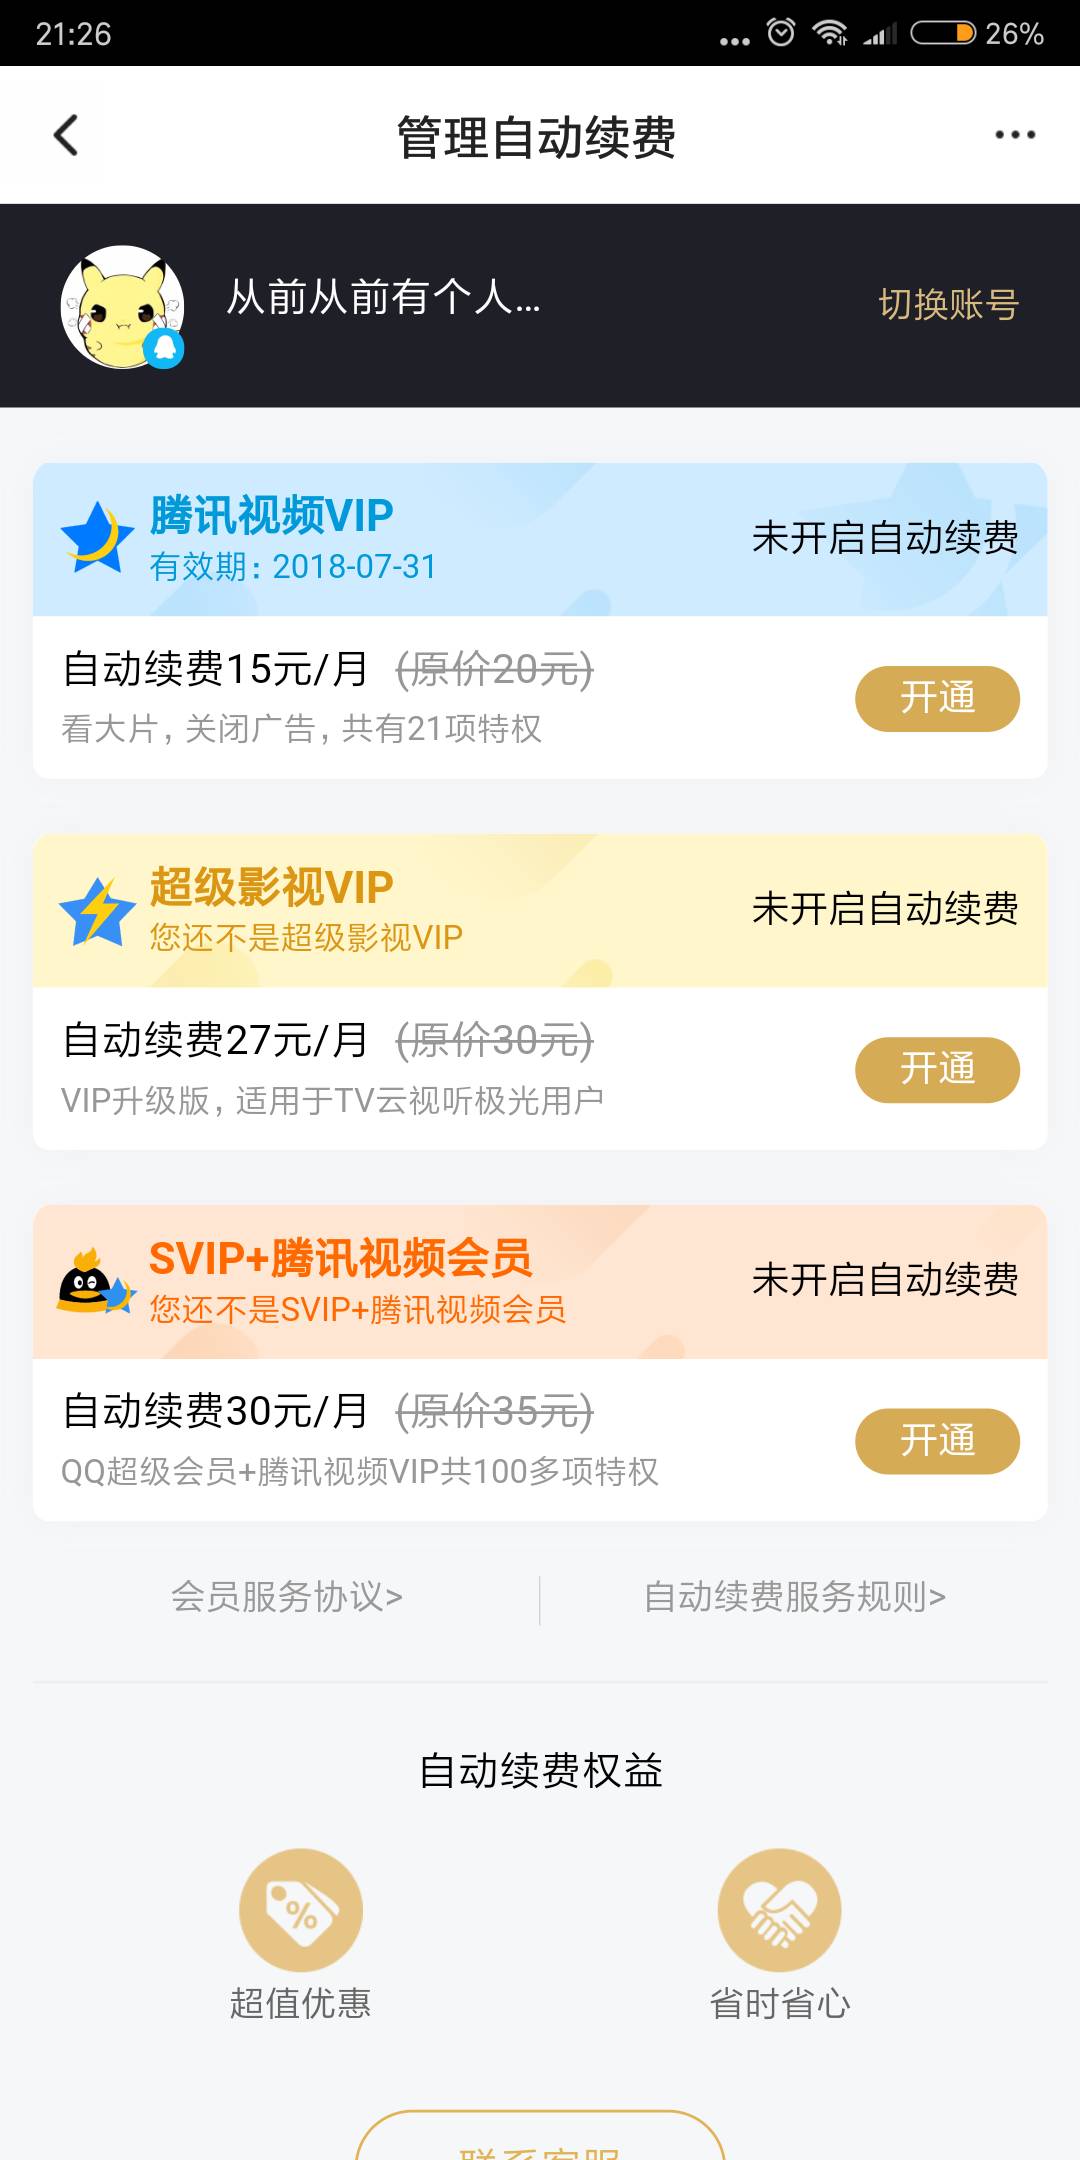 21:26
26%
管理自动续费
从前从前有个人...
切换账号
腾讯视频VIP
有效期：2018-07-31
未开启自动续费
自动续费15元/月 (原价20元)
看大片，关闭广告，共有21项特权
开通
超级影视VIP
您还不是超级影视VIP
未开启自动续费
自动续费27元/月 (原价30元)
VIP升级版，适用于TV云视听极光用户
开通
SVIP+腾讯视频会员
您还不是SVIP+腾讯视频会员
未开启自动续费
自动续费30元/月 (原价35元)
QQ超级会员+腾讯视频VIP共100多项特权
开通
会员服务协议>
自动续费服务规则>
自动续费权益
%
超值优惠
省时省心
联系客服